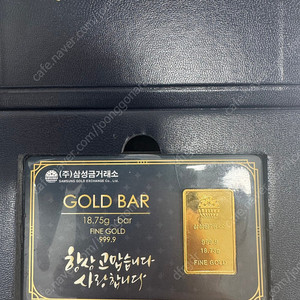 cafe.naver.com/joonggonara
(주)삼성금거래소
SAMSUNG GOLD EXCHANGE Co., Ltd.
GOLD BAR
18.75g · bar
FINE GOLD
999.9
항상 고맙습니다
사랑합니다
999.9
18.75g
FINE GOLD